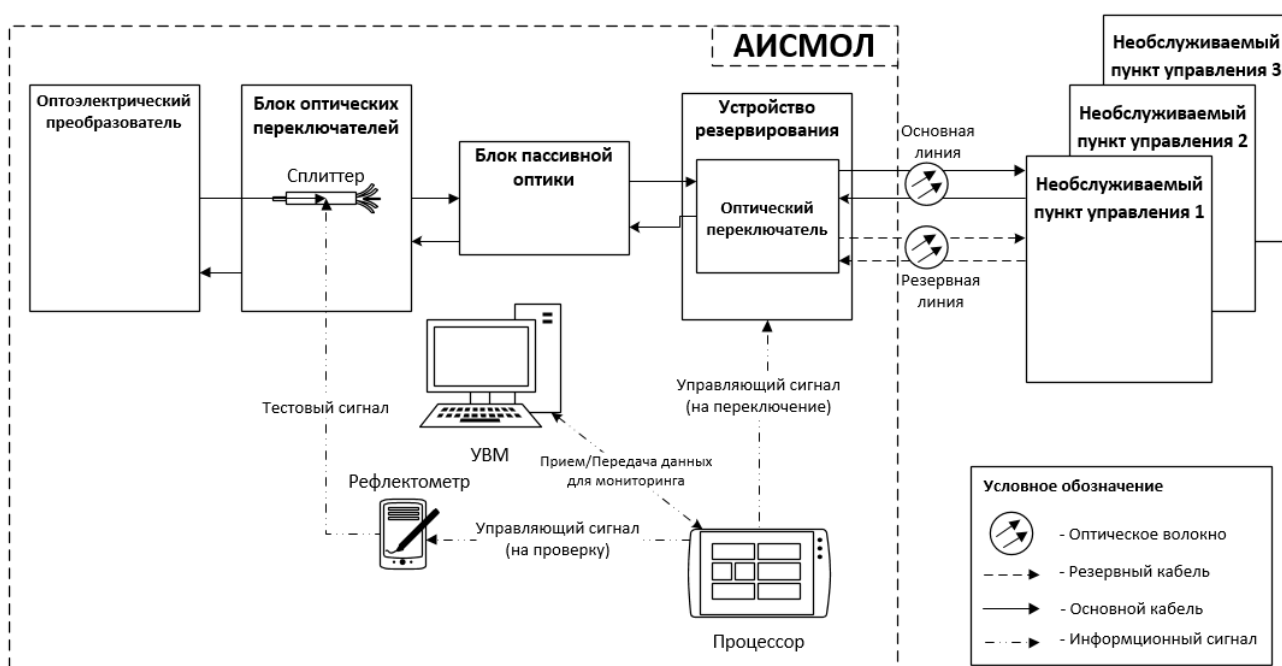 АИСМОЛ
Оптоэлектрический
преобразователь
Блок оптических
переключателей
Сплиттер
Блок пассивной
оптики
Устройство
резервирования
Оптический
переключатель
Основная
линия
Резервная
линия
Необслуживаемый
пункт управления 3
Необслуживаемый
пункт управления 2
Необслуживаемый
пункт управления 1
Тестовый сигнал
УВМ
Управляющий сигнал
(на переключение)
Прием/Передача данных
для мониторинга
Рефлектометр
Управляющий сигнал
(на проверку)
Процессор
Условное обозначение
- Оптическое волокно
- Резервный кабель
- Основной кабель
- Информционный сигнал